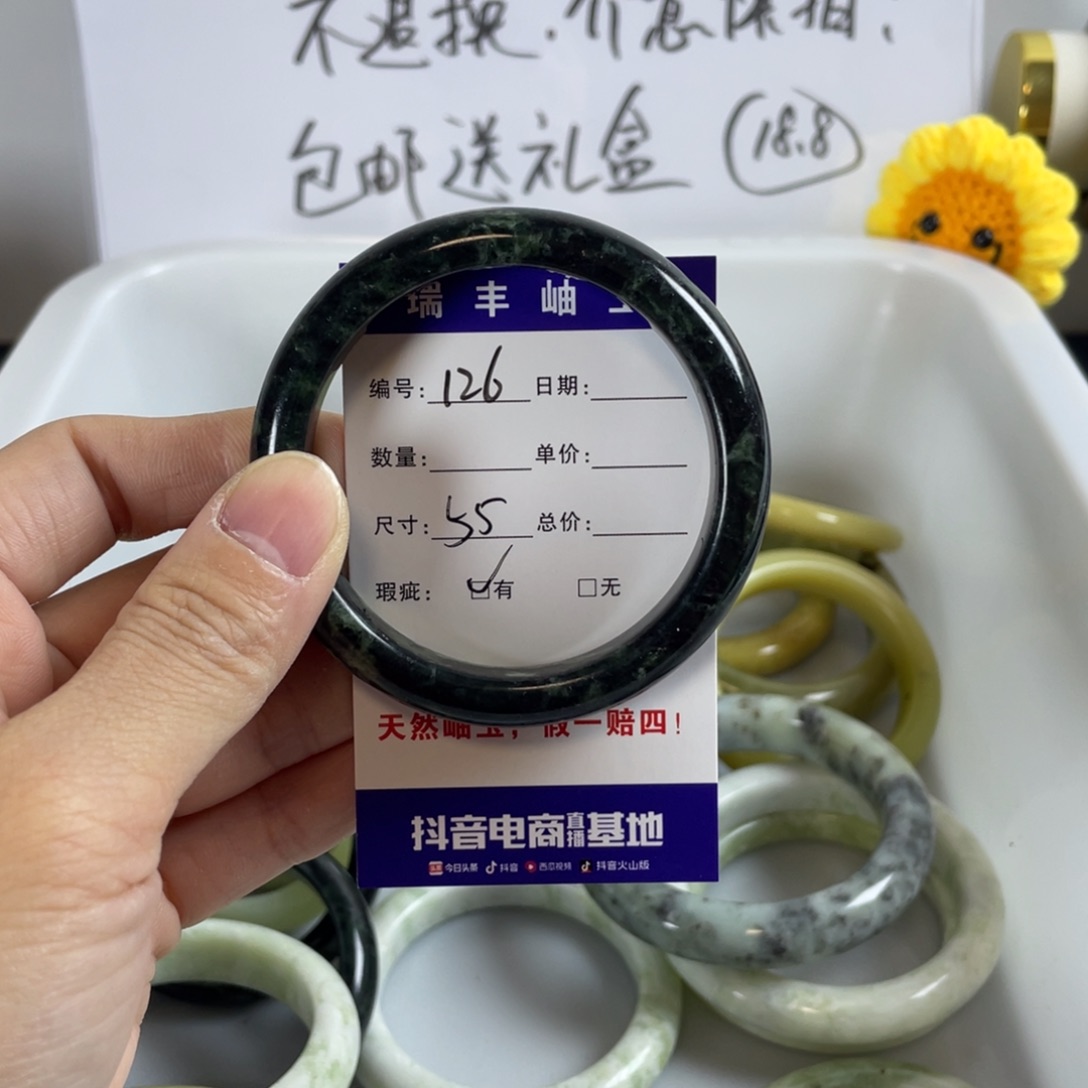 不退换.介意慎拍!
包邮送礼盒 18.8
瑞丰岫玉
编号: 126 日期:
数量: 单价:
尺寸: 55 总价:
瑕疵: ☑有 □无
天然岫玉,假一赔四!
抖音电商直播基地
头条 今日头条 抖音 西瓜视频 抖音火山版